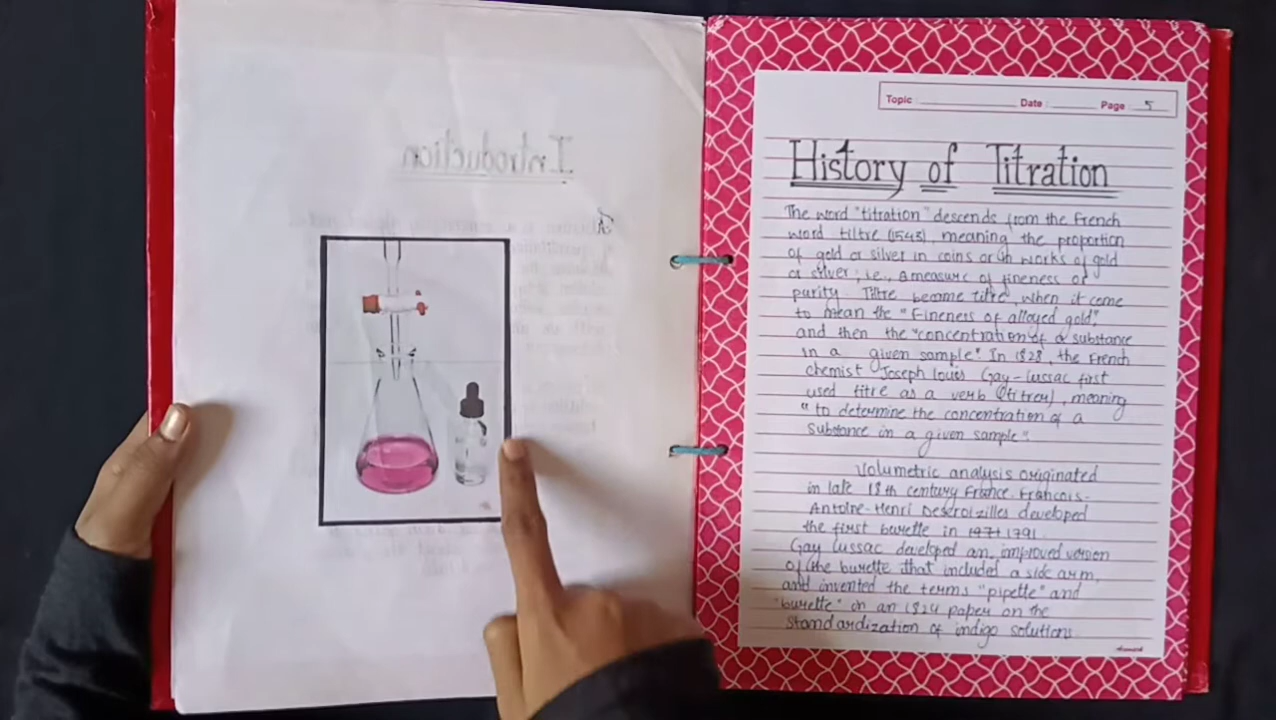 Introduction
Topic : Date : Page : 5
History of Titration
The word "titration" descends from the French
word tiltre (1543), meaning the proportion
of gold or silver in coins or in works of gold
or silver; i.e., a measure of fineness or
purity. Tiltre became titre, when it come
to mean the "Fineness of alloyed gold",
and then the "concentration of a substance
in a given sample". In 1828, the French
chemist Joseph louis Gay-lussac first
used titre as a verb (titrer), meaning
"to determine the concentration of a
substance in a given sample".
Volumetric analysis originated
in late 18th century France. Francois-
Antoine-Henri Descroizilles developed
the first burette in 1791.
Gay lussac developed an improved version
of the burette that included a side arm,
and invented the terms "pipette" and
"burette" in an 1824 paper on the
standardization of indigo solutions.